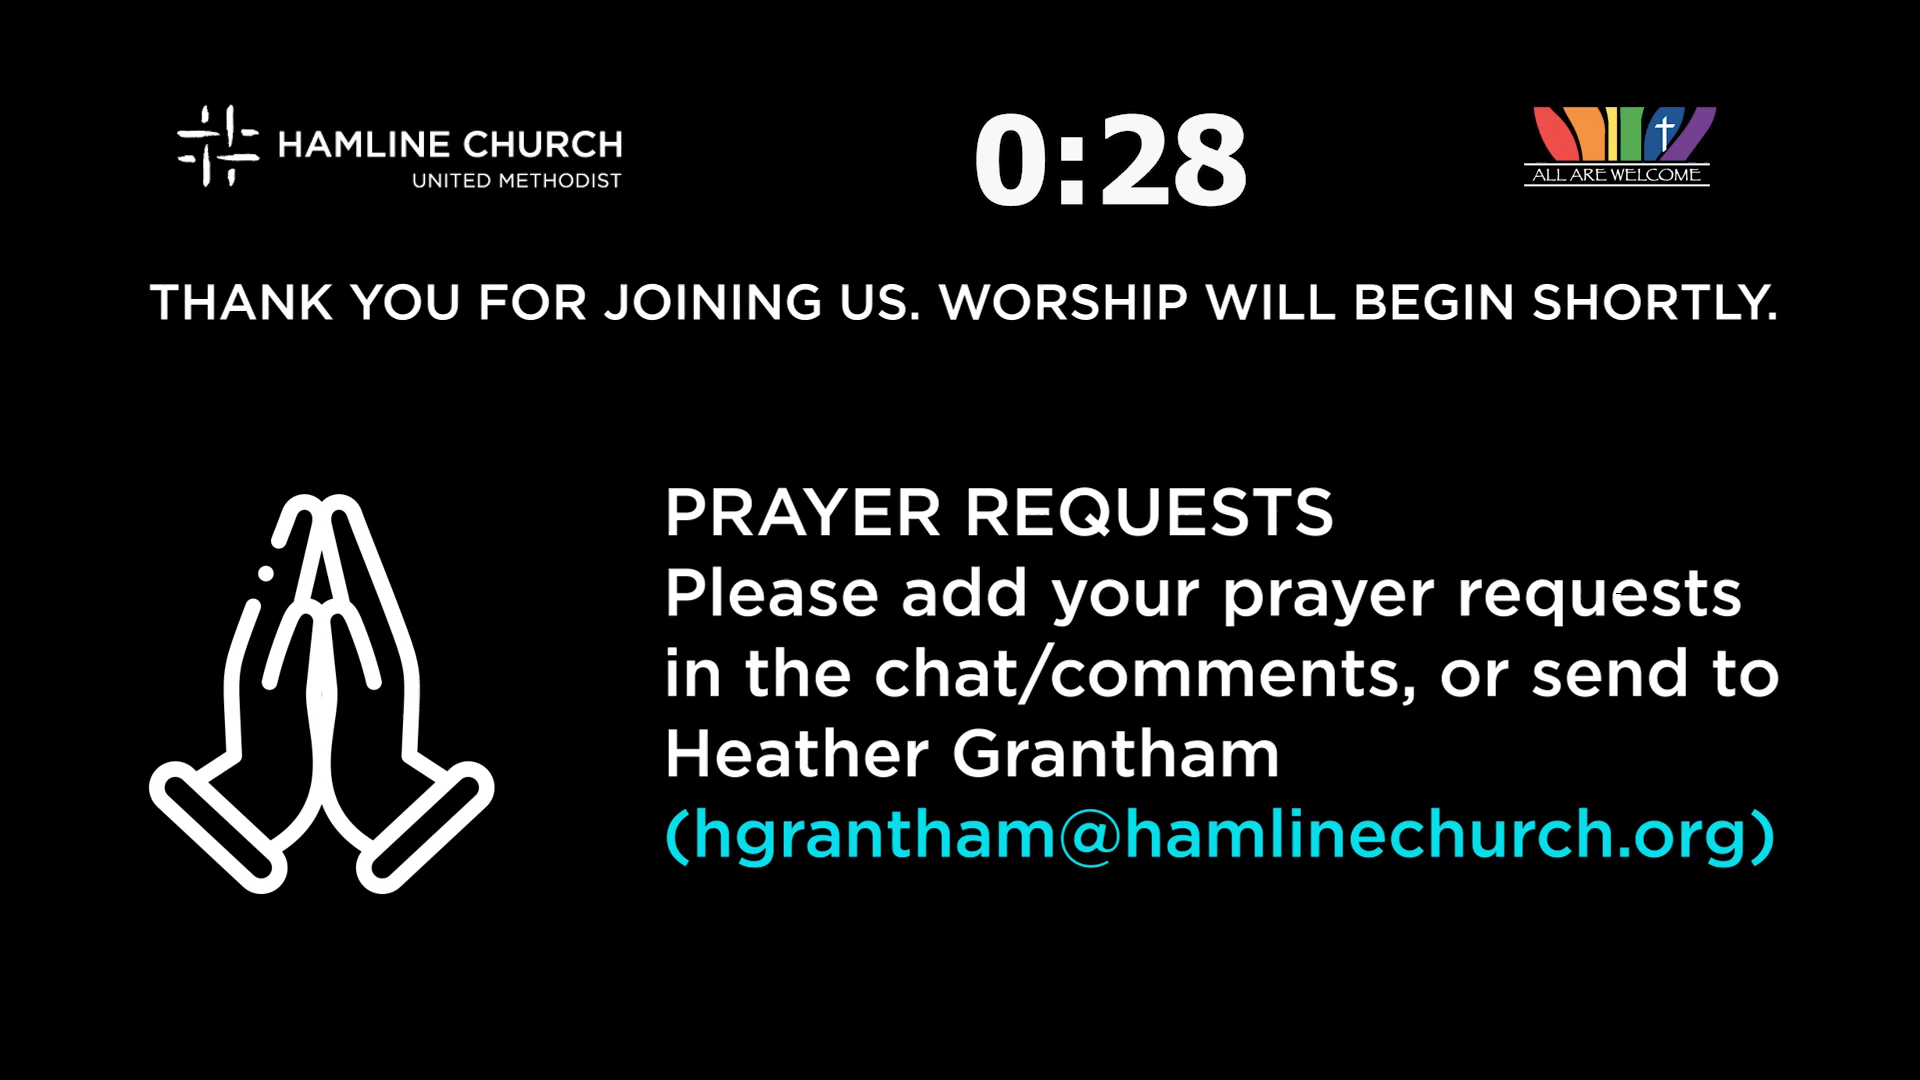 HAMLINE CHURCH
UNITED METHODIST
0:28
ALL ARE WELCOME
THANK YOU FOR JOINING US. WORSHIP WILL BEGIN SHORTLY.
PRAYER REQUESTS
Please add your prayer requests
in the chat/comments, or send to
Heather Grantham
(hgrantham@hamlinechurch.org)